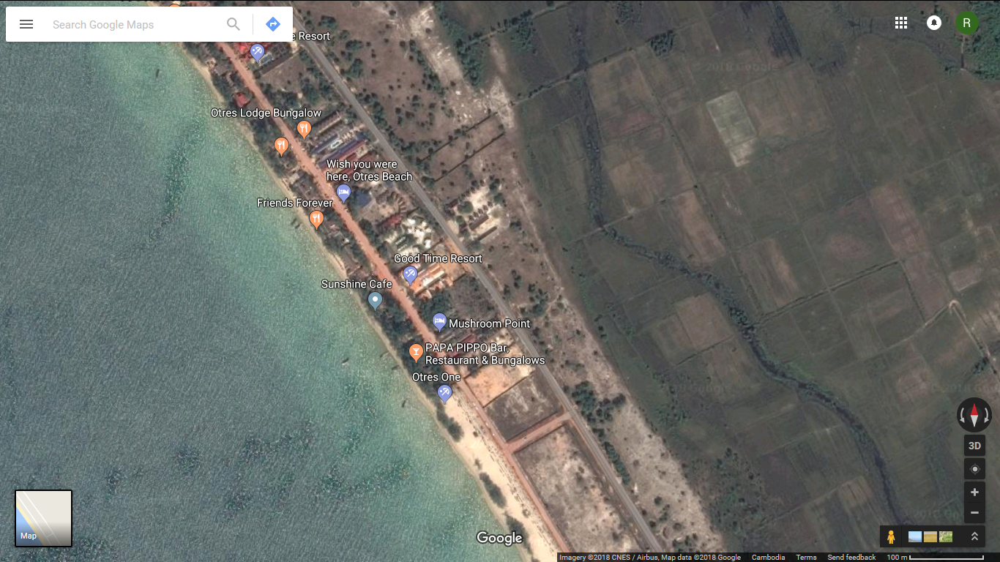 Search Google Maps
e Resort
R
©2018 Google
Otres Lodge Bungalow
Wish you were
here, Otres Beach
Friends Forever
Good Time Resort
Sunshine Cafe
Mushroom Point
PAPA PIPPO Bar,
Restaurant & Bungalows
Otres One
3D
Map
Google
Imagery ©2018 CNES / Airbus, Map data ©2018 Google Cambodia Terms Send feedback 100 m